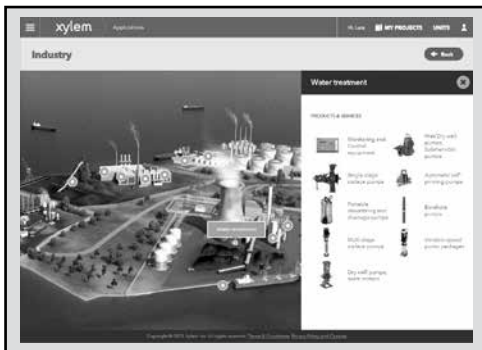 xylem
Applications
MY PROJECTS
UNITS
Industry
Back
Water treatment
PRODUCTS & SERVICES
Monitoring and
control
equipment
Wet/Dry well
pumps,
Submersible
pumps
Single stage
surface pumps
Automatic self
priming pumps
Portable
dewatering and
drainage pumps
Borehole
pumps
Multi stage
surface pumps
Variable speed
pump packages
Dry well pumps,
Water treatment